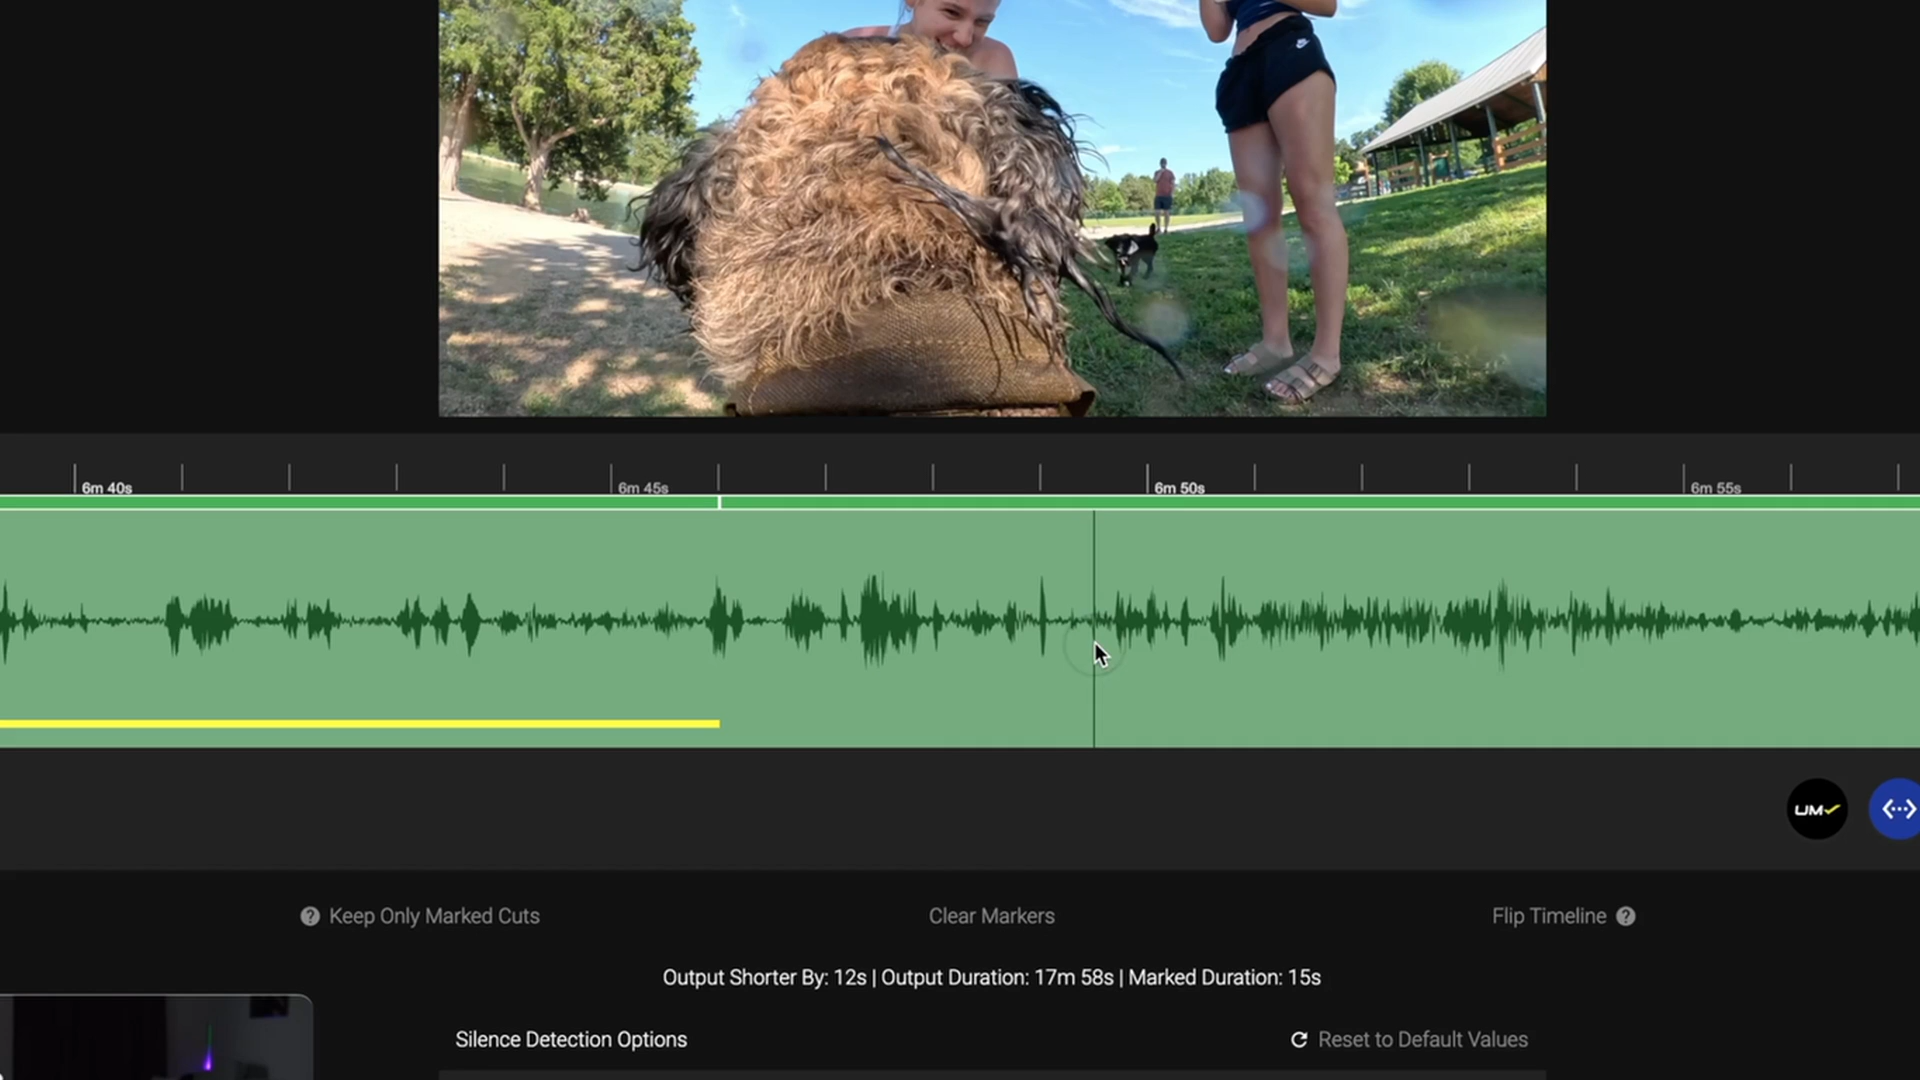 6m 40s 6m 45s 6m 50s 6m 55s
UM
Keep Only Marked Cuts Clear Markers Flip Timeline
Output Shorter By: 12s | Output Duration: 17m 58s | Marked Duration: 15s
Silence Detection Options Reset to Default Values